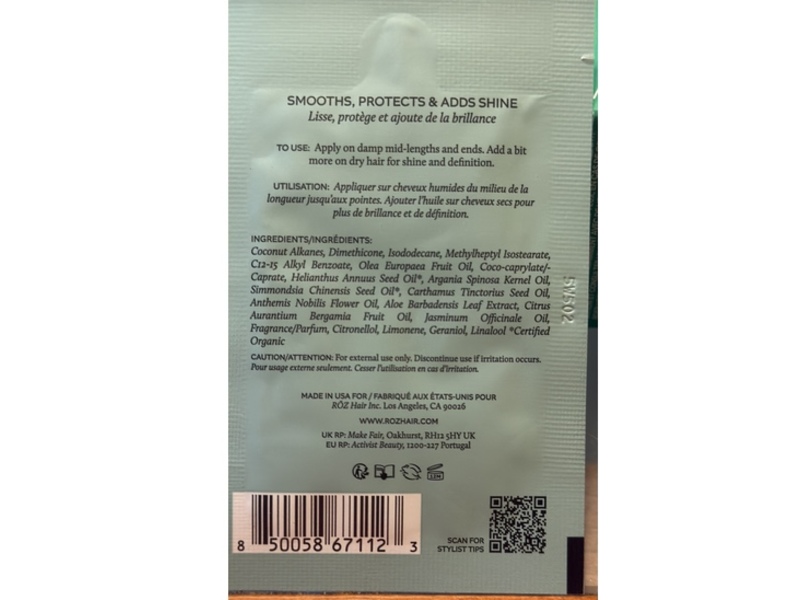 SMOOTHS, PROTECTS & ADDS SHINE
Lisse, protège et ajoute de la brillance
TO USE: Apply on damp mid-lengths and ends. Add a bit
more on dry hair for shine and definition.
UTILISATION: Appliquer sur cheveux humides du milieu de la
longueur jusqu'aux pointes. Ajouter l'huile sur cheveux secs pour
plus de brillance et de définition.
INGREDIENTS/INGRÉDIENTS:
Coconut Alkanes, Dimethicone, Isododecane, Methylheptyl Isostearate,
C12-15 Alkyl Benzoate, Olea Europaea Fruit Oil, Coco-caprylate/-
Caprate, Helianthus Annuus Seed Oil*, Argania Spinosa Kernel Oil,
Simmondsia Chinensis Seed Oil*, Carthamus Tinctorius Seed Oil,
Anthemis Nobilis Flower Oil, Aloe Barbadensis Leaf Extract, Citrus
Aurantium Bergamia Fruit Oil, Jasminum Officinale Oil,
Fragrance/Parfum, Citronellol, Limonene, Geraniol, Linalool *Certified
Organic
CAUTION/ATTENTION: For external use only. Discontinue use if irritation occurs.
Pour usage externe seulement. Cesser l'utilisation en cas d'irritation.
MADE IN USA FOR / FABRIQUÉ AUX ÉTATS-UNIS POUR
RŌZ Hair Inc. Los Angeles, CA 90026
WWW.ROZHAIR.COM
UK RP: Make Fair, Oakhurst, RH12 5HY UK
EU RP: Activist Beauty, 1200-227 Portugal
12M
8 50058 67112 3
SCAN FOR
STYLIST TIPS